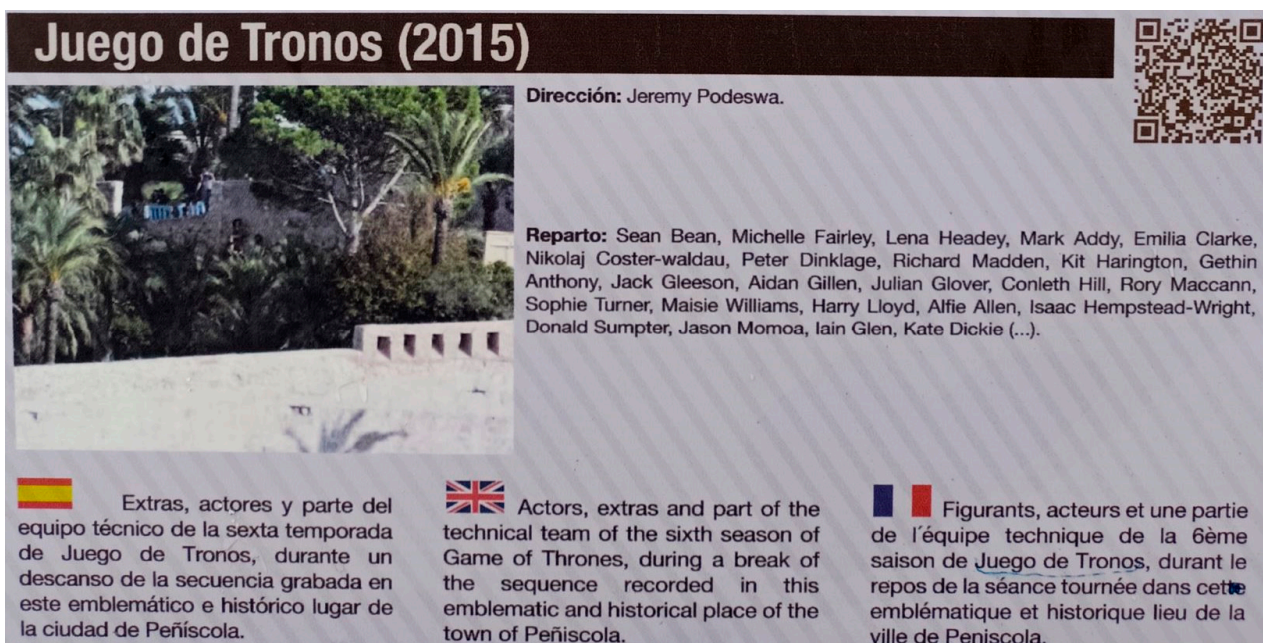 Juego de Tronos (2015)
Dirección: Jeremy Podeswa.
Reparto: Sean Bean, Michelle Fairley, Lena Headey, Mark Addy, Emilia Clarke,
Nikolaj Coster-waldau, Peter Dinklage, Richard Madden, Kit Harington, Gethin
Anthony, Jack Gleeson, Aidan Gillen, Julian Glover, Conleth Hill, Rory Maccann,
Sophie Turner, Maisie Williams, Harry Lloyd, Alfie Allen, Isaac Hempstead-Wright,
Donald Sumpter, Jason Momoa, Iain Glen, Kate Dickie (...).
Extras, actores y parte del
equipo técnico de la sexta temporada
de Juego de Tronos, durante un
descanso de la secuencia grabada en
este emblemático e histórico lugar de
la ciudad de Peñíscola.
Actors, extras and part of the
technical team of the sixth season of
Game of Thrones, during a break of
the sequence recorded in this
emblematic and historical place of the
town of Peñiscola.
Figurants, acteurs et une partie
de l'équipe technique de la 6ème
saison de Juego de Tronos, durant le
repos de la séance tournée dans cette
emblématique et historique lieu de la
ville de Peniscola.